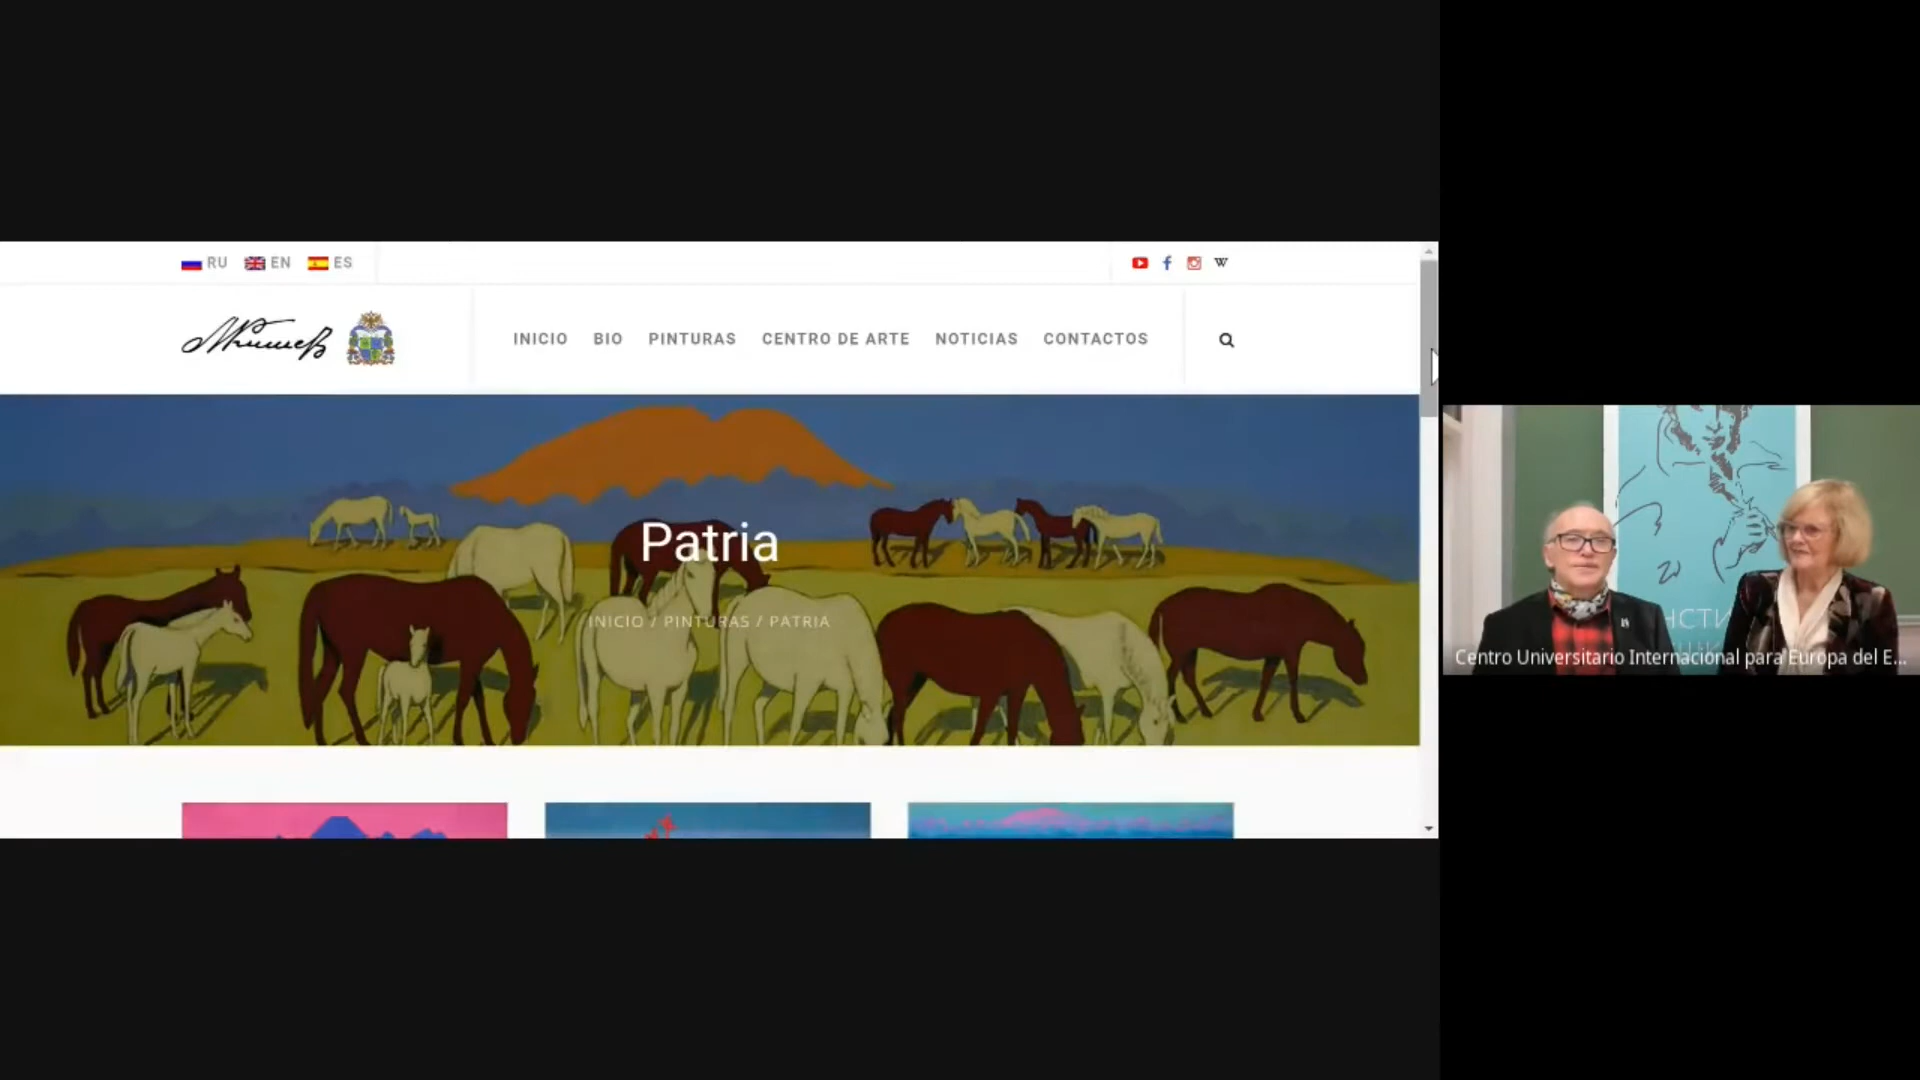 RU EN ES
INICIO BIO PINTURAS CENTRO DE ARTE NOTICIAS CONTACTOS
Patria
INICIO / PINTURAS / PATRIA
Centro Universitario Internacional para Europa del E...